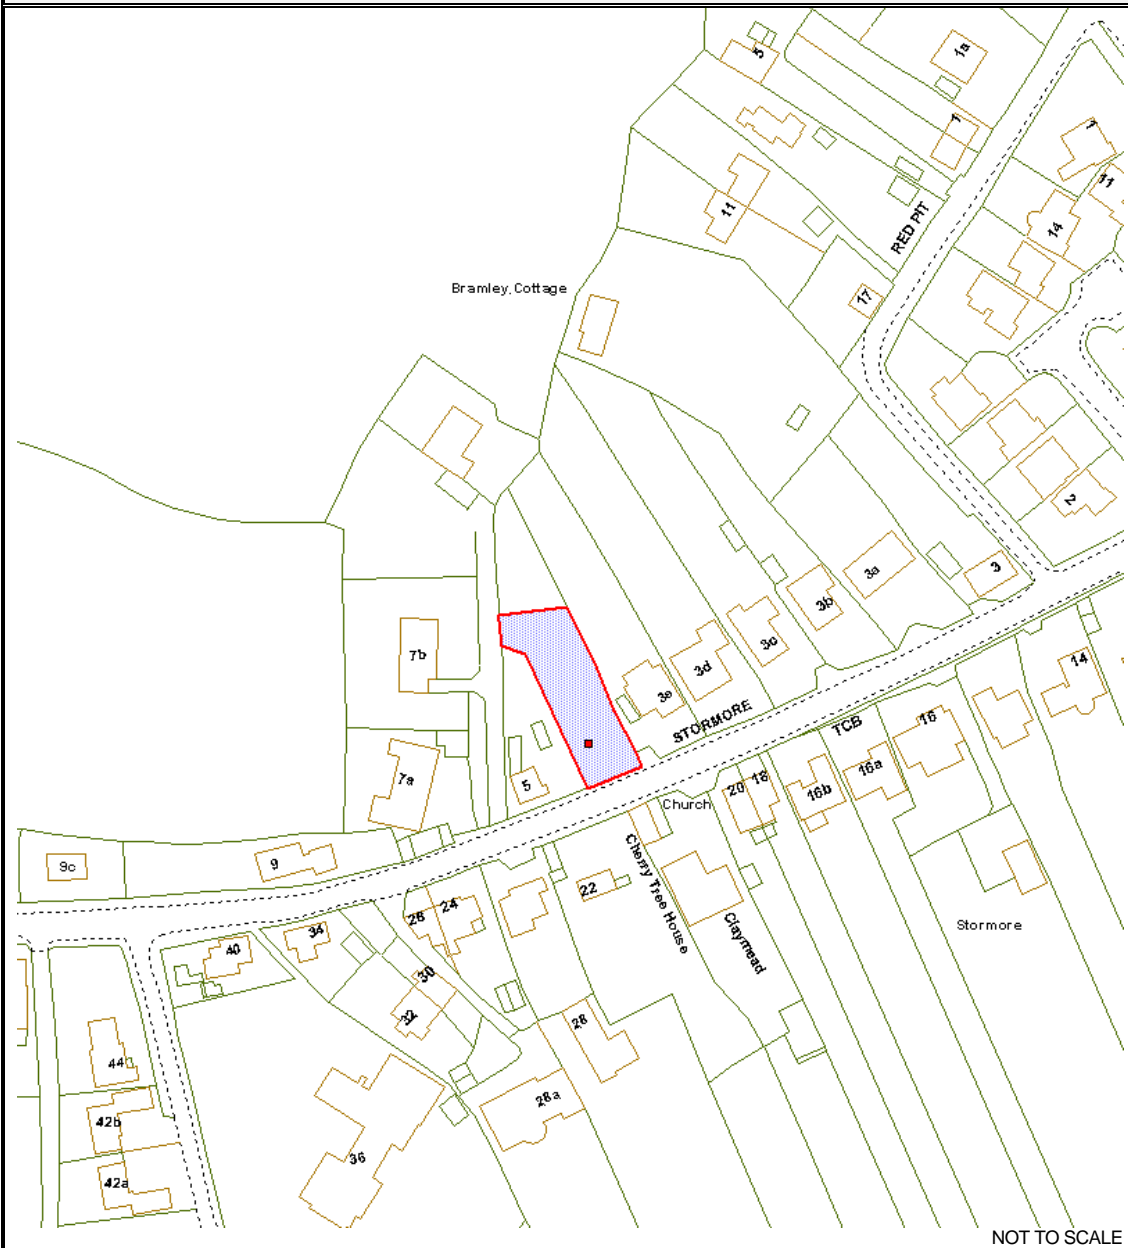 5
1a
1
7
11
11
14
RED PIT
Bramley Cottage
17
2
3
3a
3b
3c
3d
3e
7b
STORMORE
TCB
14
16
16a
16b
18
20
Church
5
7a
9
9c
22
Cherry Tree House
Claymead
Stormore
24
26
34
40
30
32
28
28a
36
44
42b
42a
NOT TO SCALE